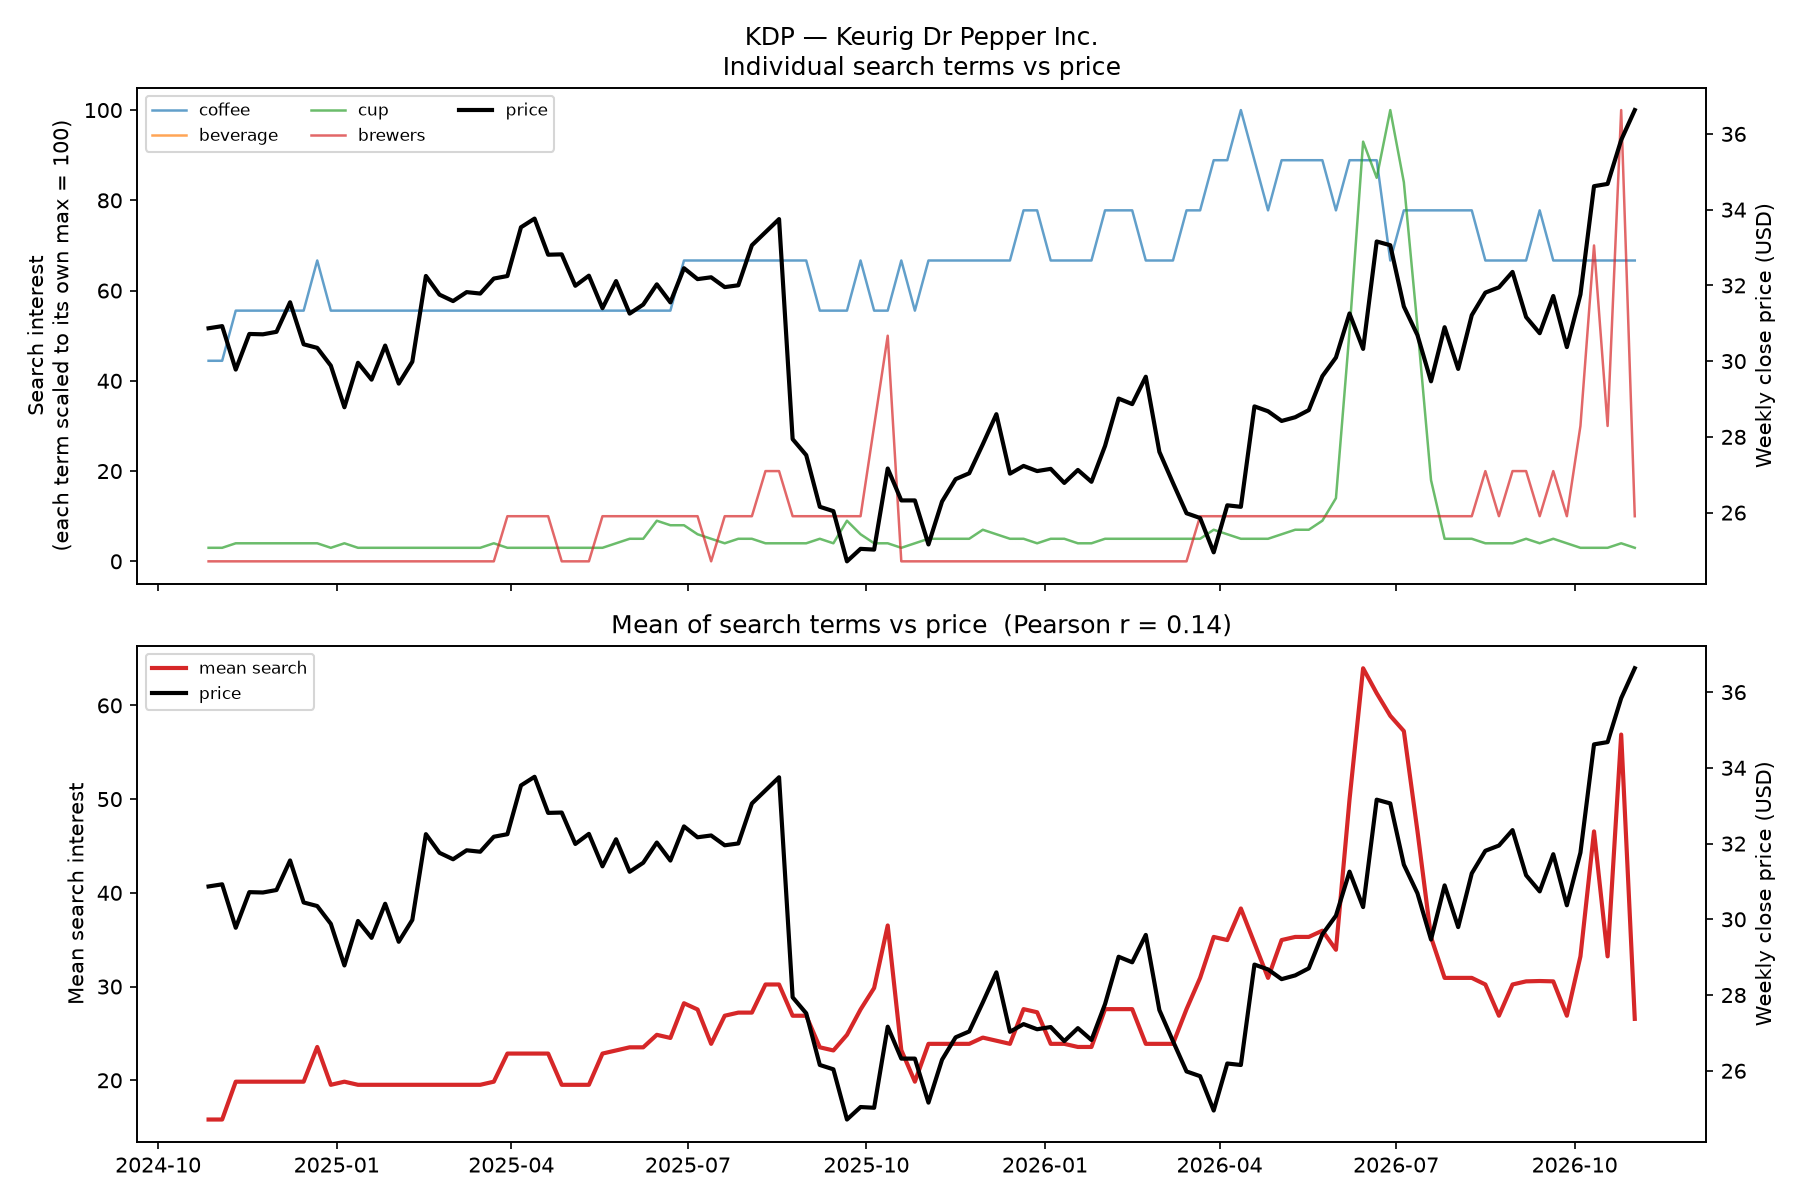 KDP — Keurig Dr Pepper Inc.
Individual search terms vs price
coffee
beverage
cup
brewers
price
Search interest
(each term scaled to its own max = 100)
100
80
60
40
20
0
36
34
32
30
28
26
Weekly close price (USD)
Mean of search terms vs price (Pearson r = 0.14)
mean search
price
Mean search interest
60
50
40
30
20
36
34
32
30
28
26
Weekly close price (USD)
2024-10
2025-01
2025-04
2025-07
2025-10
2026-01
2026-04
2026-07
2026-10